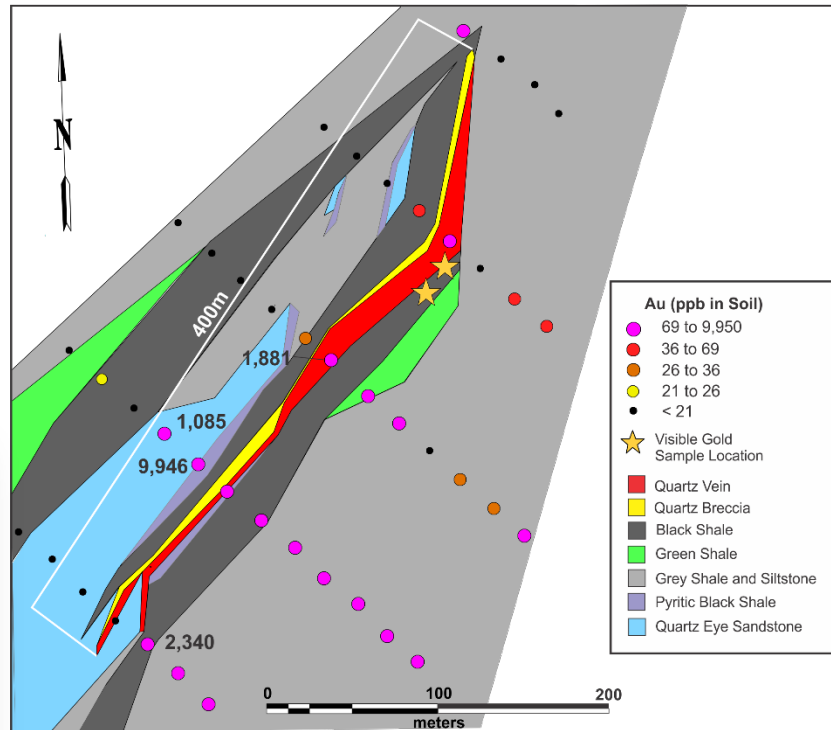 N
400m
1,881
1,085
9,946
2,340
Au (ppb in Soil)
69 to 9,950
36 to 69
26 to 36
21 to 26
< 21
Visible Gold
Sample Location
Quartz Vein
Quartz Breccia
Black Shale
Green Shale
Grey Shale and Siltstone
Pyritic Black Shale
Quartz Eye Sandstone
0 100 200
meters